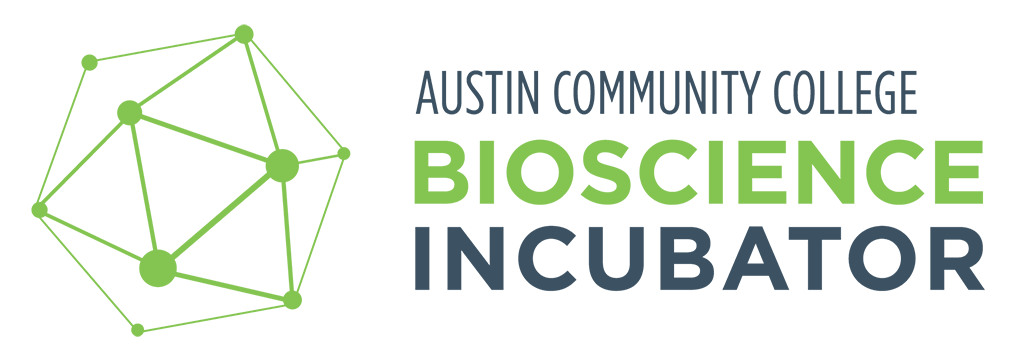 AUSTIN COMMUNITY COLLEGE
BIOSCIENCE
INCUBATOR